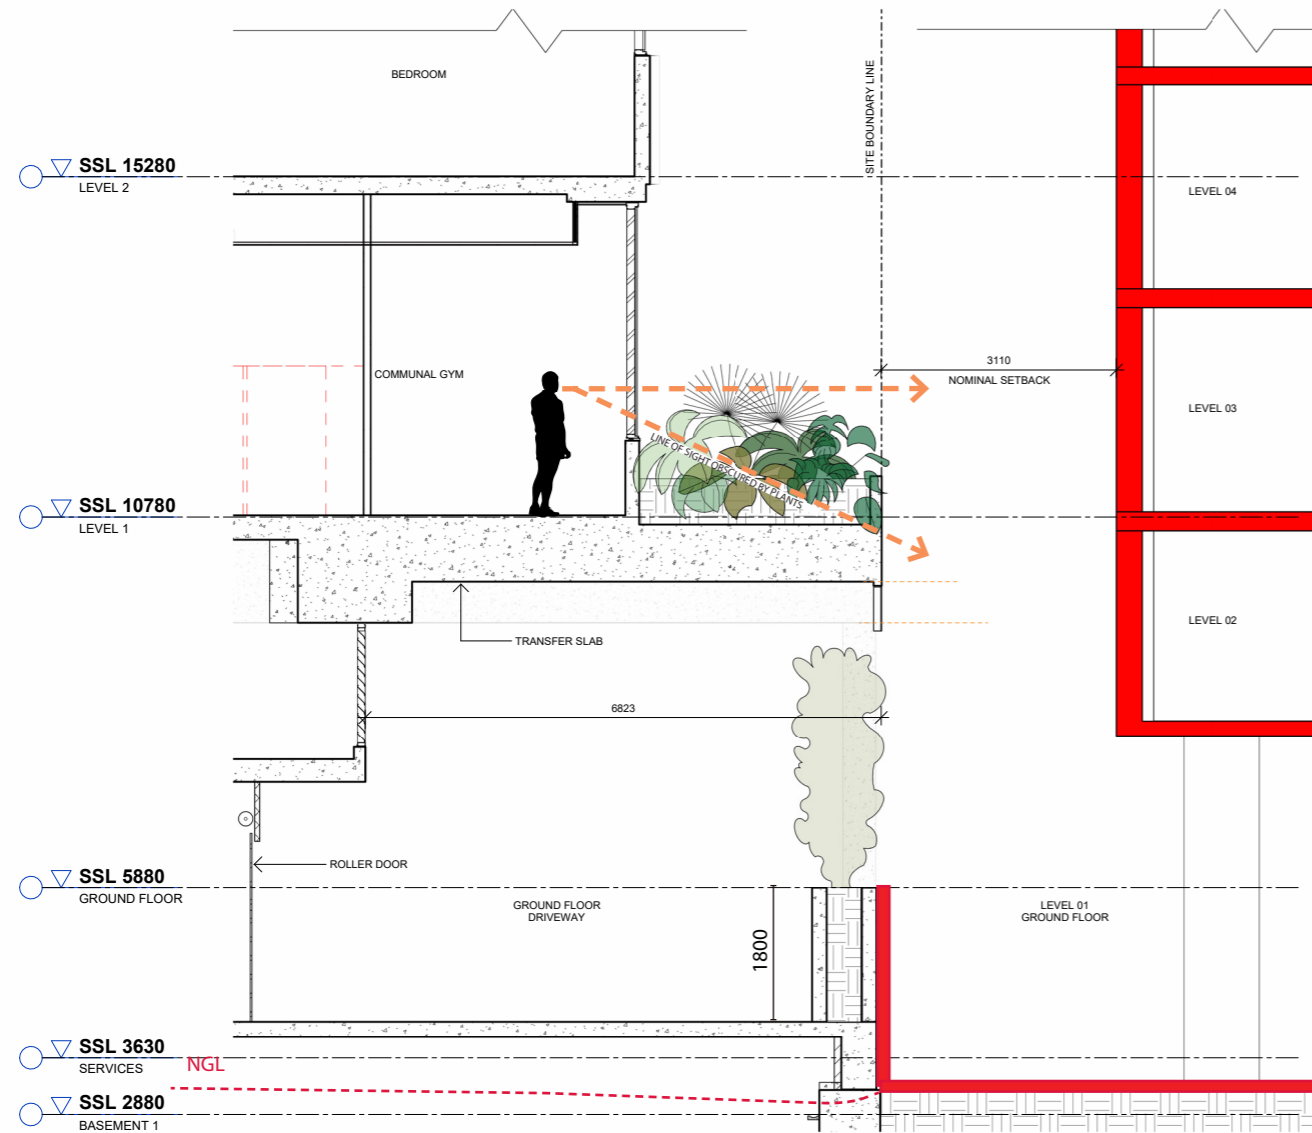 BEDROOM
SITE BOUNDARY LINE
SSL 15280
LEVEL 2
LEVEL 04
3110
NOMINAL SETBACK
COMMUNAL GYM
LEVEL 03
LINE OF SIGHT OBSCURED BY PLANTS
SSL 10780
LEVEL 1
LEVEL 02
TRANSFER SLAB
6823
ROLLER DOOR
SSL 5880
GROUND FLOOR
GROUND FLOOR
DRIVEWAY
LEVEL 01
GROUND FLOOR
1800
SSL 3630
SERVICES
NGL
SSL 2880
BASEMENT 1